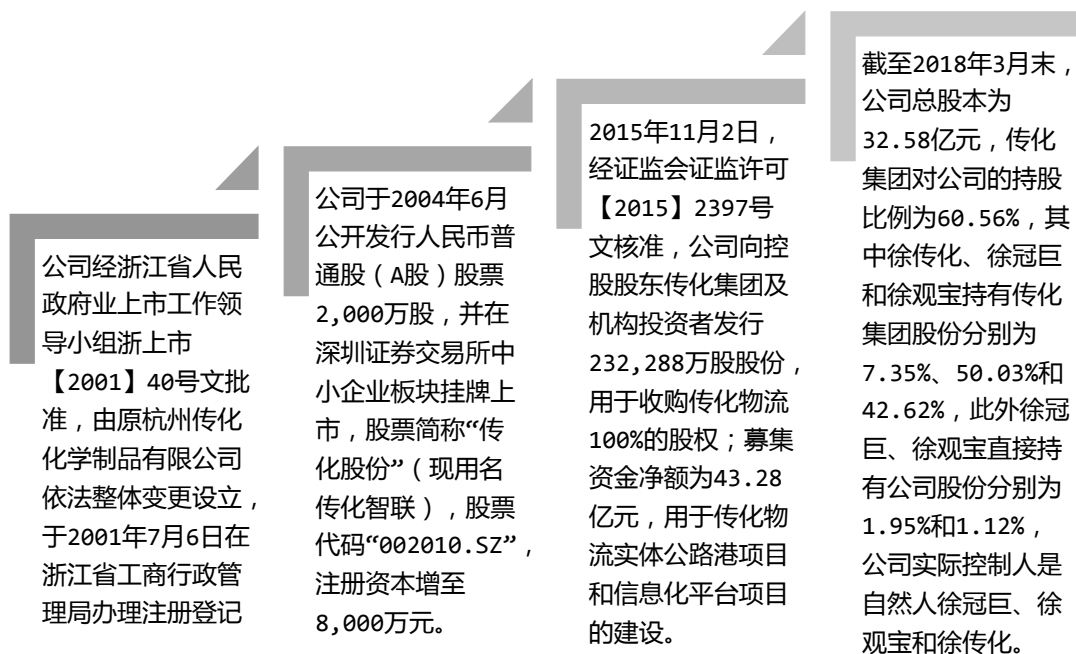 公司经浙江省人民
政府业上市工作领
导小组浙上市
【2001】40号文批
准，由原杭州传化
化学制品有限公司
依法整体变更设立，
于2001年7月6日在
浙江省工商行政管
理局办理注册登记
公司于2004年6月
公开发行人民币普
通股（A股）股票
2,000万股，并在
深圳证券交易所中
小企业板块挂牌上
市，股票简称“传
化股份”（现用名
传化智联），股票
代码“002010.SZ”，
注册资本增至
8,000万元。
2015年11月2日，
经证监会证监许可
【2015】2397号
文核准，公司向控
股股东传化集团及
机构投资者发行
232,288万股股份，
用于收购传化物流
100%的股权；募集
资金净额为43.28
亿元，用于传化物
流实体公路港项目
和信息化平台项目
的建设。
截至2018年3月末，
公司总股本为
32.58亿元，传化
集团对公司的持股
比例为60.56%，其
中徐传化、徐冠巨
和徐观宝持有传化
集团股份分别为
7.35%、50.03%和
42.62%，此外徐冠
巨、徐观宝直接持
有公司股份分别为
1.95%和1.12%，
公司实际控制人是
自然人徐冠巨、徐
观宝和徐传化。